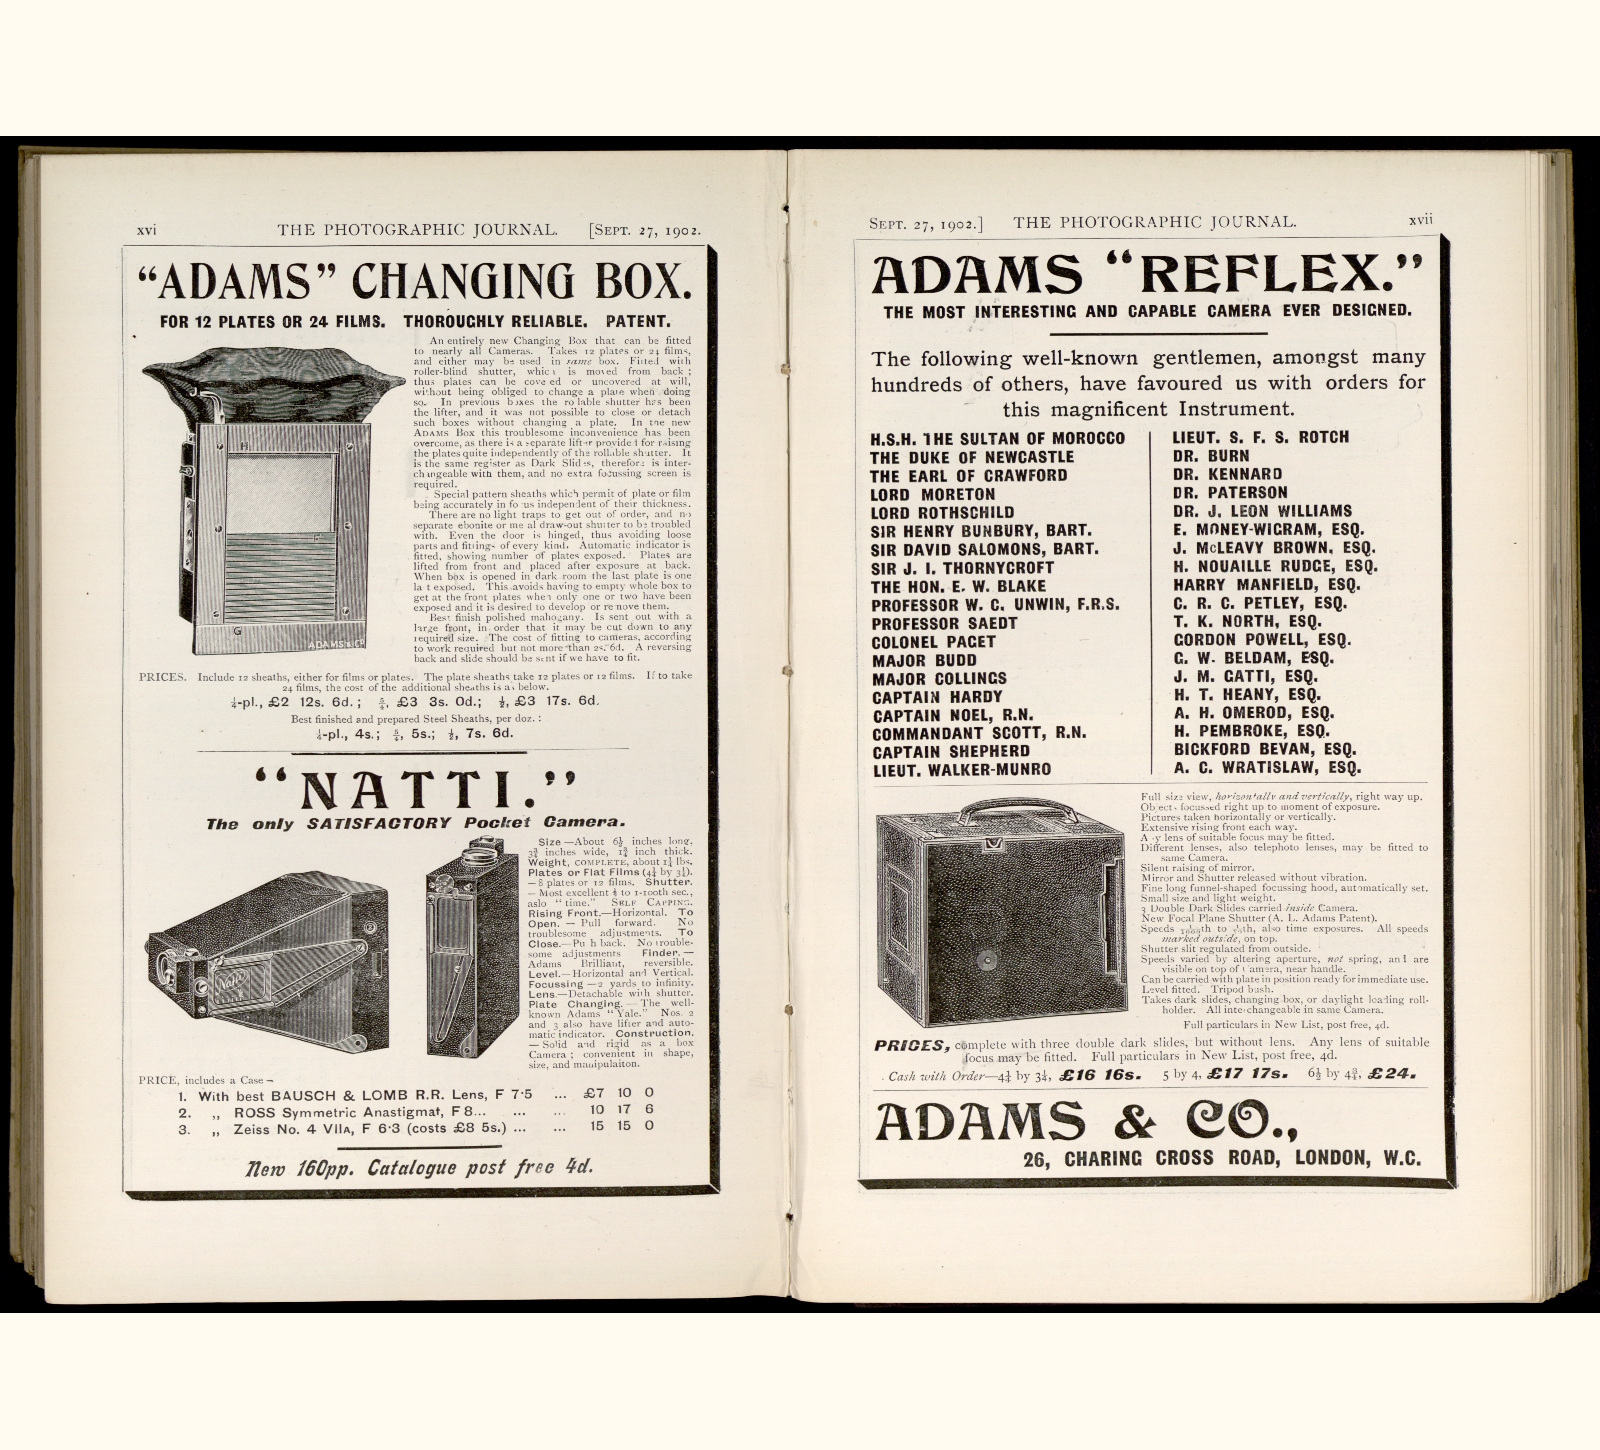 xvi THE PHOTOGRAPHIC JOURNAL. [SEPT. 27, 1902.
“ADAMS” CHANGING BOX.
FOR 12 PLATES OR 24 FILMS. THOROUGHLY RELIABLE. PATENT.
An entirely new Changing Box that can be fitted
to nearly all Cameras. Takes 12 plates or 24 films,
and either may be used in same box. Fitted with
roller-blind shutter, which is moved from back ;
thus plates can be covered or uncovered at will,
without being obliged to change a plate when doing
so. In previous boxes the rollable shutter has been
the lifter, and it was not possible to close or detach
such boxes without changing a plate. In the new
ADAMS Box this troublesome inconvenience has been
overcome, as there is a separate lifter provided for raising
the plates quite independently of the rollable shutter. It
is the same register as Dark Slides, therefore is inter-
changeable with them, and no extra focussing screen is
required.
Special pattern sheaths which permit of plate or film
being accurately in focus independent of their thickness.
There are no light traps to get out of order, and no
separate ebonite or metal draw-out shutter to be troubled
with. Even the door is hinged, thus avoiding loose
parts and fittings of every kind. Automatic indicator is
fitted, showing number of plates exposed. Plates are
lifted from front and placed after exposure at back.
When box is opened in dark room the last plate is one
last exposed. This avoids having to empty whole box to
get at the front plates when only one or two have been
exposed and it is desired to develop or remove them.
Best finish polished mahogany. Is sent out with a
large front, in order that it may be cut down to any
required size. The cost of fitting to cameras, according
to work required but not more than 2s. 6d. A reversing
back and slide should be sent if we have to fit.
H
F
G
ADAMS & Co
PRICES. Include 12 sheaths, either for films or plates. The plate sheaths take 12 plates or 12 films. If to take
24 films, the cost of the additional sheaths is as below.
¼-pl., £2 12s. 6d.; ⁵⁄₄, £3 3s. 0d.; ½, £3 17s. 6d.
Best finished and prepared Steel Sheaths, per doz. :
¼-pl., 4s.; ⁵⁄₄, 5s.; ½, 7s. 6d.
“NATTI.”
The only SATISFACTORY Pocket Camera.
Size—About 6½ inches long,
3¾ inches wide, 1¾ inch thick.
Weight, COMPLETE, about 1¼ lbs.
Plates or Flat Films (4¼ by 3¼).
—8 plates or 12 films. Shutter.
—Most excellent ½ to 1-100th sec.,
aslo “time.” SELF CAPPING.
Rising Front.—Horizontal. To
Open. — Pull forward. No
troublesome adjustments. To
Close.—Push back. No trouble-
some adjustments Finder.—
Adams Brilliant, reversible.
Level.—Horizontal and Vertical.
Focussing —2 yards to infinity.
Lens.—Detachable with shutter.
Plate Changing. — The well-
known Adams “Yale.” Nos. 2
and 3 also have lifter and auto-
matic indicator. Construction.
— Solid and rigid as a box
Camera ; convenient in shape,
size, and manipulaiton.
Natti
PRICE, includes a Case—
1. With best BAUSCH & LOMB R.R. Lens, F 7·5 ... £7 10 0
2. „ ROSS Symmetric Anastigmat, F 8... ... ... 10 17 6
3. „ Zeiss No. 4 VIIA, F 6·3 (costs £8 5s.) ... ... 15 15 0
New 160pp. Catalogue post free 4d.
SEPT. 27, 1902.] THE PHOTOGRAPHIC JOURNAL. xvii
ADAMS “REFLEX.”
THE MOST INTERESTING AND CAPABLE CAMERA EVER DESIGNED.
The following well-known gentlemen, amongst many
hundreds of others, have favoured us with orders for
this magnificent Instrument.
H.S.H. THE SULTAN OF MOROCCO
THE DUKE OF NEWCASTLE
THE EARL OF CRAWFORD
LORD MORETON
LORD ROTHSCHILD
SIR HENRY BUNBURY, BART.
SIR DAVID SALOMONS, BART.
SIR J. I. THORNYCROFT
THE HON. E. W. BLAKE
PROFESSOR W. C. UNWIN, F.R.S.
PROFESSOR SAEDT
COLONEL PAGET
MAJOR BUDD
MAJOR COLLINGS
CAPTAIN HARDY
CAPTAIN NOEL, R.N.
COMMANDANT SCOTT, R.N.
CAPTAIN SHEPHERD
LIEUT. WALKER-MUNRO
LIEUT. S. F. S. ROTCH
DR. BURN
DR. KENNARD
DR. PATERSON
DR. J. LEON WILLIAMS
E. MONEY-WIGRAM, ESQ.
J. McLEAVY BROWN, ESQ.
H. NOUAILLE RUDGE, ESQ.
HARRY MANFIELD, ESQ.
C. R. C. PETLEY, ESQ.
T. K. NORTH, ESQ.
GORDON POWELL, ESQ.
G. W. BELDAM, ESQ.
J. M. GATTI, ESQ.
H. T. HEANY, ESQ.
A. H. OMEROD, ESQ.
H. PEMBROKE, ESQ.
BICKFORD BEVAN, ESQ.
A. C. WRATISLAW, ESQ.
Full size view, horizontally and vertically, right way up.
Objects focussed right up to moment of exposure.
Pictures taken horizontally or vertically.
Extensive rising front each way.
Any lens of suitable focus may be fitted.
Different lenses, also telephoto lenses, may be fitted to
same Camera.
Silent raising of mirror.
Mirror and Shutter released without vibration.
Fine long funnel-shaped focussing hood, automatically set.
Small size and light weight.
3 Double Dark Slides carried inside Camera.
New Focal Plane Shutter (A. L. Adams Patent).
Speeds to also time exposures. All speeds
marked outside, on top.
Shutter slit regulated from outside.
Speeds varied by altering aperture, not spring, and are
visible on top of Camera, near handle.
Can be carried with plate in position ready for immediate use.
Level fitted. Tripod bush.
Takes dark slides, changing box, or daylight loading roll-
holder. All interchangeable in same Camera.
Full particulars in New List, post free, 4d.
PRICES, complete with three double dark slides, but without lens. Any lens of suitable
focus may be fitted. Full particulars in New List, post free, 4d.
Cash with Order—4¼ by 3¼, £16 16s. 5 by 4, £17 17s. 6½ by 4¾, £24.
ADAMS & CO.,
26, CHARING CROSS ROAD, LONDON, W.C.